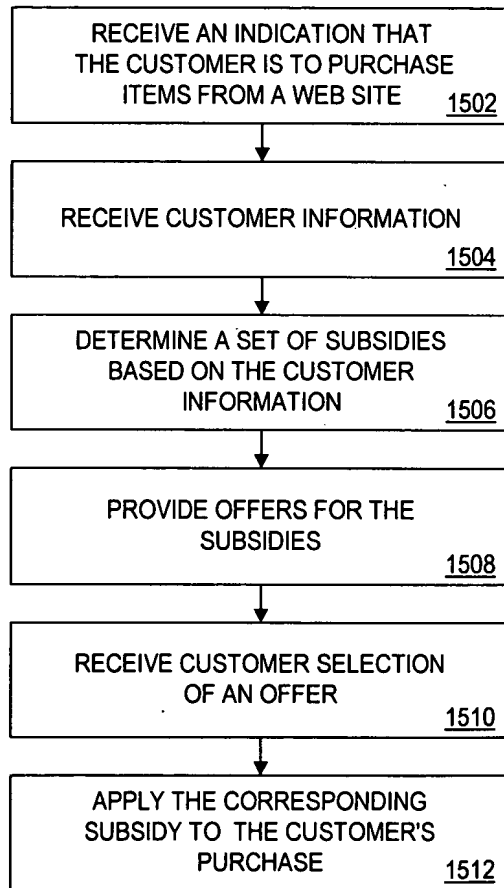 RECEIVE AN INDICATION THAT
THE CUSTOMER IS TO PURCHASE
ITEMS FROM A WEB SITE
1502
RECEIVE CUSTOMER INFORMATION
1504
DETERMINE A SET OF SUBSIDIES
BASED ON THE CUSTOMER
INFORMATION
1506
PROVIDE OFFERS FOR THE
SUBSIDIES
1508
RECEIVE CUSTOMER SELECTION
OF AN OFFER
1510
APPLY THE CORRESPONDING
SUBSIDY TO THE CUSTOMER'S
PURCHASE
1512